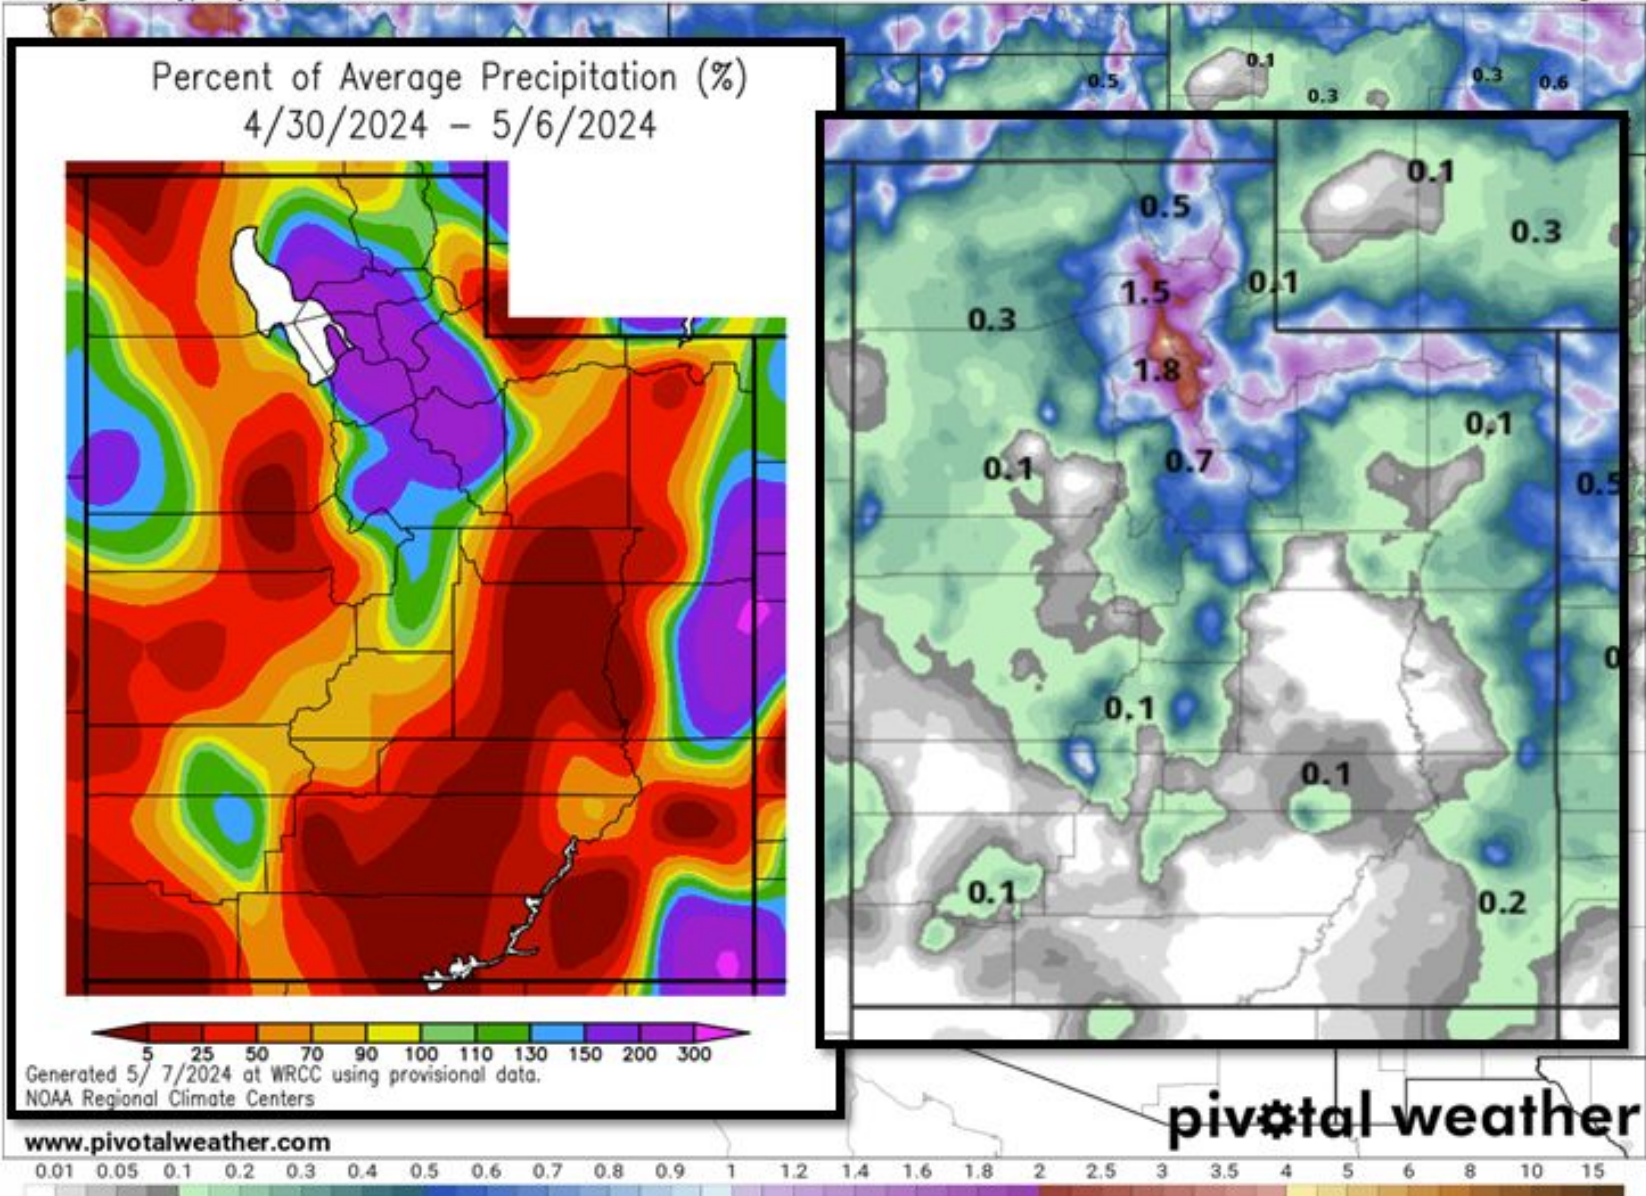 0.1
0.5
0.3
0.6
0.3
Percent of Average Precipitation (%)
4/30/2024 – 5/6/2024
0.1
0.5
0.3
0.1
1.5
0.3
1.8
0.1
0.7
0.1
0.5
0.1
0.1
0.1
0.2
5 25 50 70 90 100 110 130 150 200 300
Generated 5/ 7/2024 at WRCC using provisional data.
NOAA Regional Climate Centers
pivotal weather
www.pivotalweather.com
0.01 0.05 0.1 0.2 0.3 0.4 0.5 0.6 0.7 0.8 0.9 1 1.2 1.4 1.6 1.8 2 2.5 3 3.5 4 5 6 8 10 15